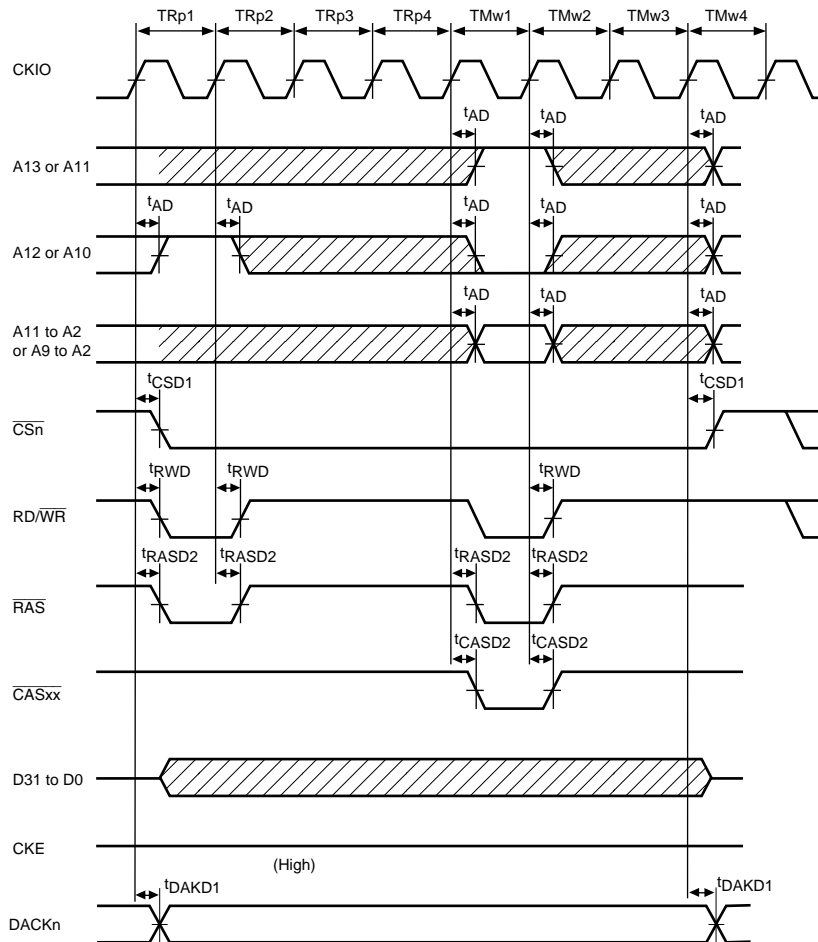 TRp1 TRp2 TRp3 TRp4 TMw1 TMw2 TMw3 TMw4
CKIO
tAD tAD tAD
A13 or A11
tAD tAD tAD tAD tAD
A12 or A10
tAD tAD tAD
A11 to A2
or A9 to A2
tCSD1 tCSD1
CSn
tRWD tRWD tRWD
RD/WR
tRASD2 tRASD2 tRASD2 tRASD2
RAS
tCASD2 tCASD2
CASxx
D31 to D0
CKE
(High)
tDAKD1 tDAKD1
DACKn